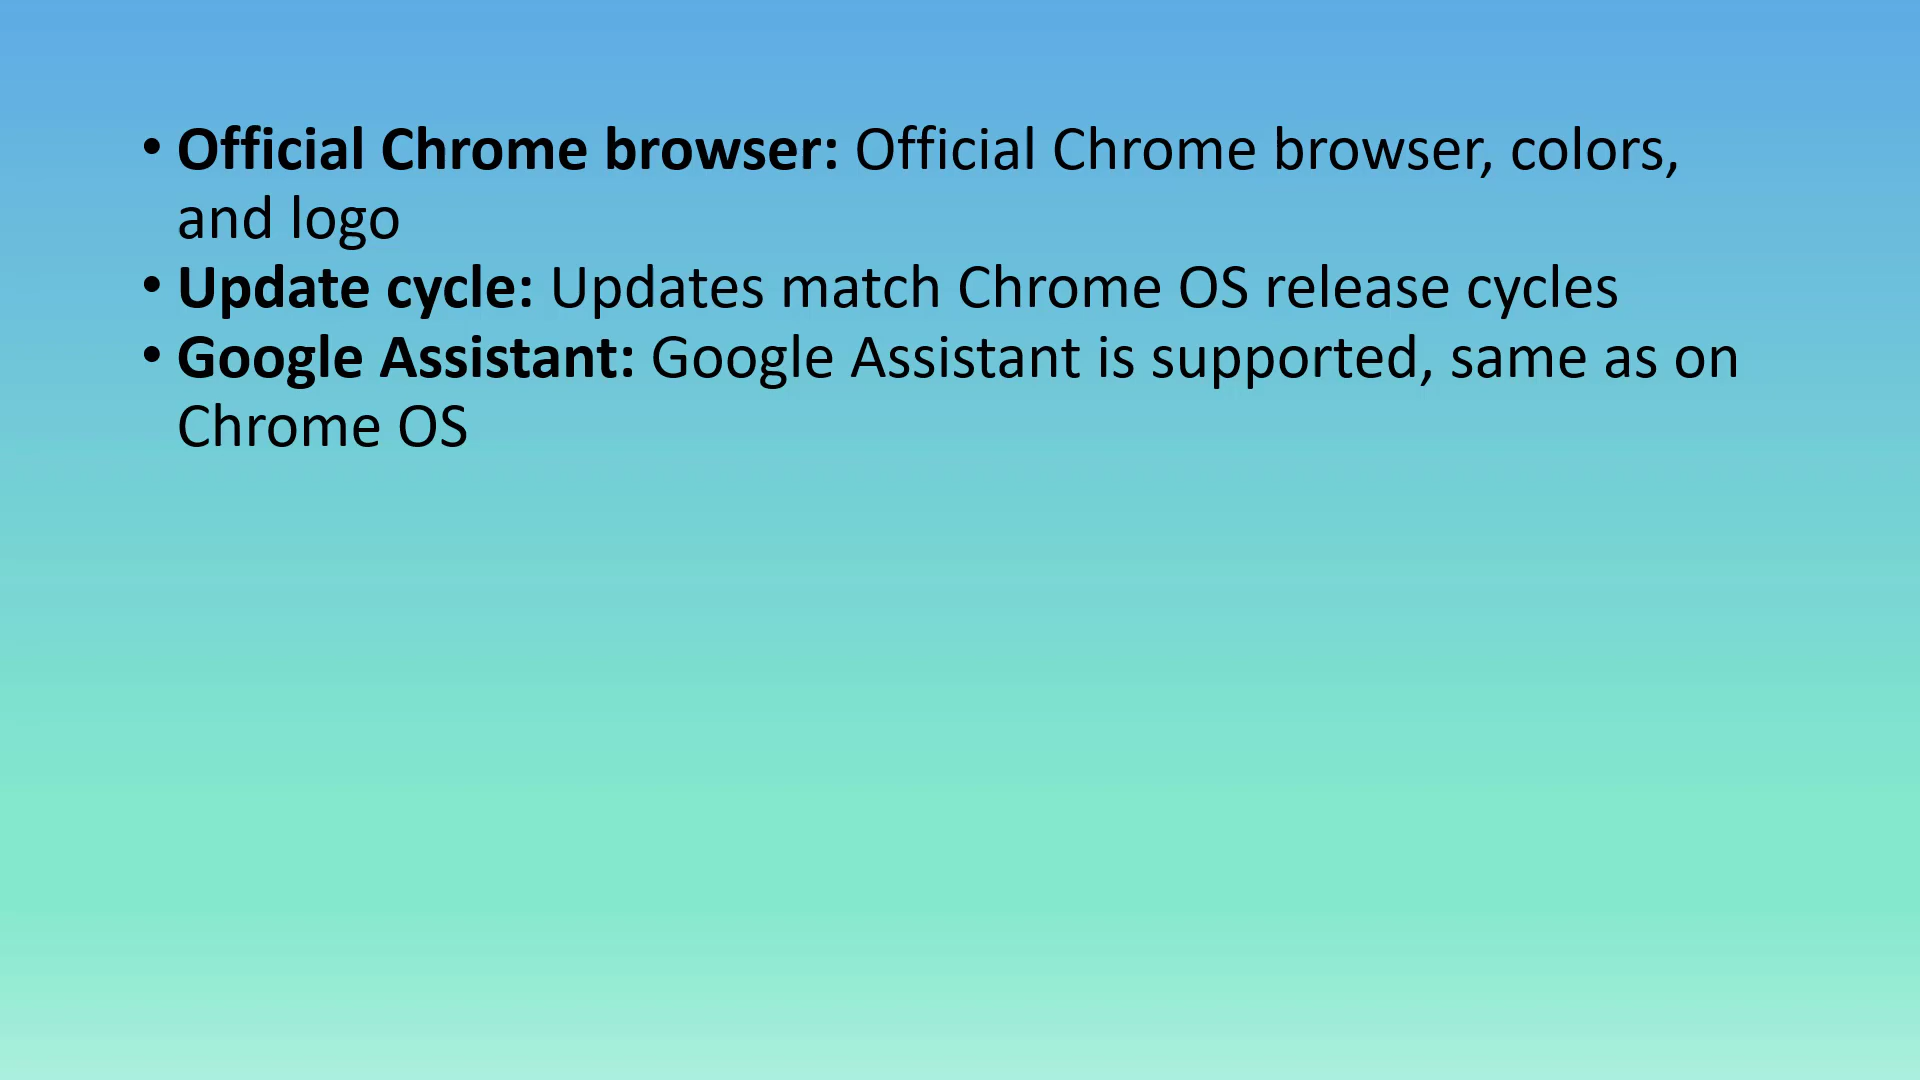 • Official Chrome browser: Official Chrome browser, colors,
and logo
• Update cycle: Updates match Chrome OS release cycles
• Google Assistant: Google Assistant is supported, same as on
Chrome OS